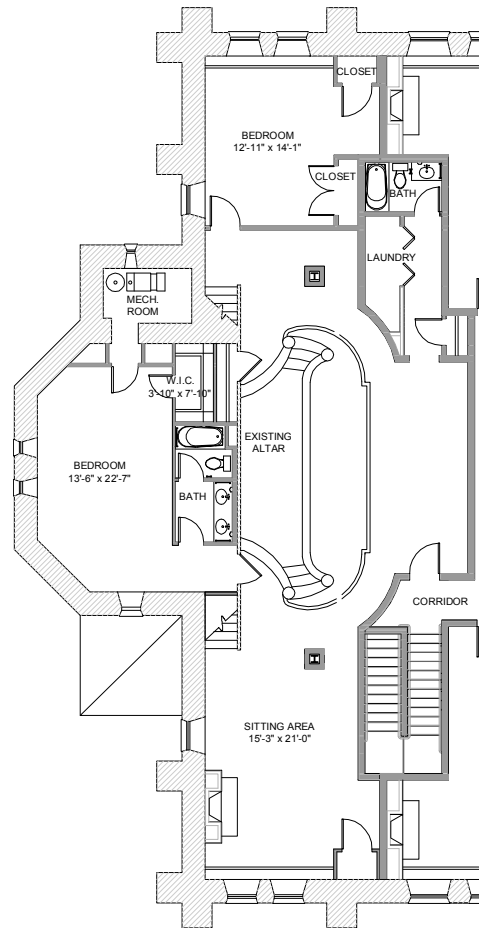 CLOSET
BEDROOM
12'-11" x 14'-1"
CLOSET
BATH
LAUNDRY
MECH.
ROOM
W.I.C.
3'-10" x 7'-10"
EXISTING
ALTAR
BEDROOM
13'-6" x 22'-7"
BATH
CORRIDOR
SITTING AREA
15'-3" x 21'-0"